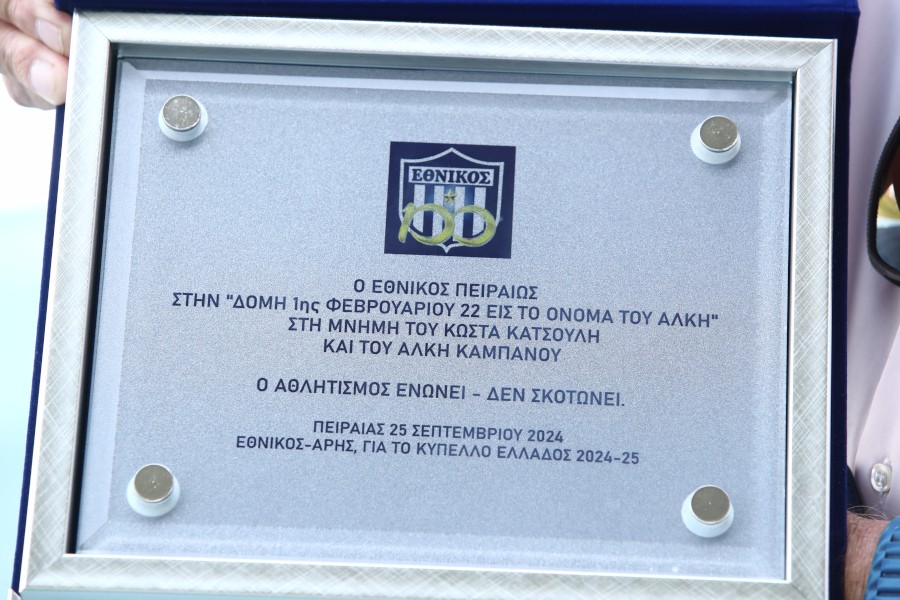 ΕΘΝΙΚΟΣ
100
Ο ΕΘΝΙΚΟΣ ΠΕΙΡΑΙΩΣ
ΣΤΗΝ "ΔΟΜΗ 1ης ΦΕΒΡΟΥΑΡΙΟΥ 22 ΕΙΣ ΤΟ ΟΝΟΜΑ ΤΟΥ ΑΛΚΗ"
ΣΤΗ ΜΝΗΜΗ ΤΟΥ ΚΩΣΤΑ ΚΑΤΣΟΥΛΗ
ΚΑΙ ΤΟΥ ΑΛΚΗ ΚΑΜΠΑΝΟΥ
Ο ΑΘΛΗΤΙΣΜΟΣ ΕΝΩΝΕΙ - ΔΕΝ ΣΚΟΤΩΝΕΙ.
ΠΕΙΡΑΙΑΣ 25 ΣΕΠΤΕΜΒΡΙΟΥ 2024
ΕΘΝΙΚΟΣ-ΑΡΗΣ, ΓΙΑ ΤΟ ΚΥΠΕΛΛΟ ΕΛΛΑΔΟΣ 2024-25